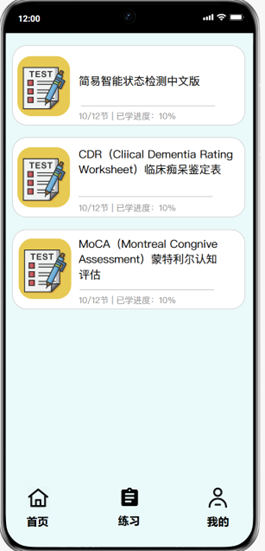 12:00
TEST
简易智能状态检测中文版
10/12节 | 已学进度：10%
TEST
CDR（Cliical Dementia Rating
Worksheet）临床痴呆鉴定表
10/12节 | 已学进度：10%
TEST
MoCA（Montreal Congnive
Assessment）蒙特利尔认知
评估
10/12节 | 已学进度：10%
首页
练习
我的